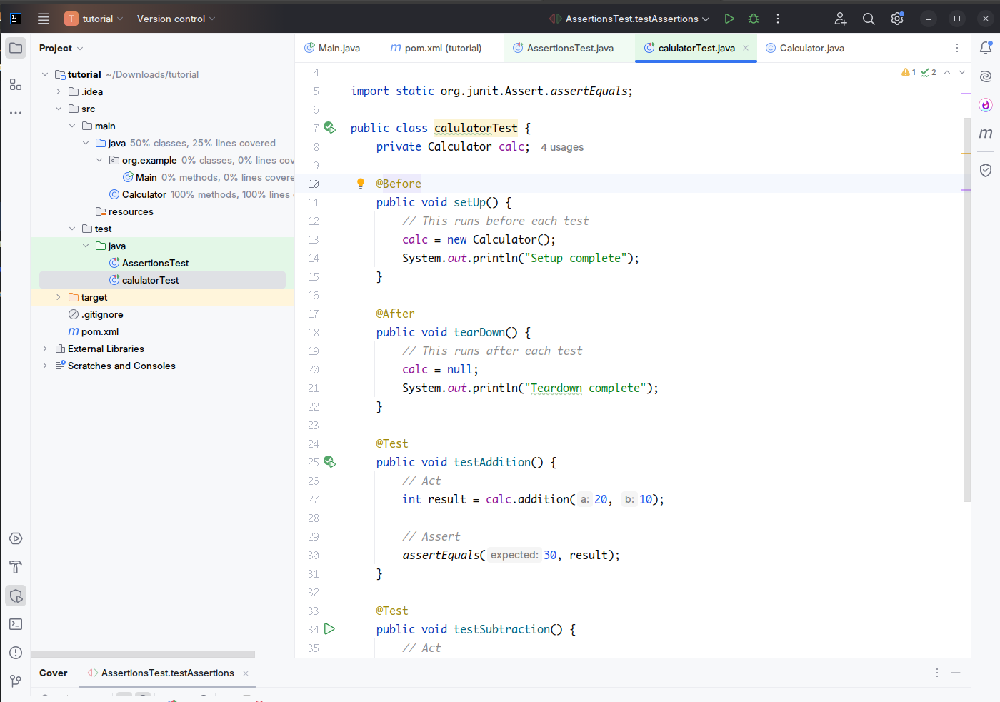 tutorial
Version control
AssertionsTest.testAssertions
Project
Main.java
pom.xml (tutorial)
AssertionsTest.java
calulatorTest.java
Calculator.java
tutorial ~/Downloads/tutorial
.idea
src
main
java 50% classes, 25% lines covered
org.example 0% classes, 0% lines cov
Main 0% methods, 0% lines covere
Calculator 100% methods, 100% lines
resources
test
java
AssertionsTest
calulatorTest
target
.gitignore
pom.xml
External Libraries
Scratches and Consoles
1 2
4
5 import static org.junit.Assert.assertEquals;
6
7 public class calulatorTest {
8 private Calculator calc; 4 usages
9
10 @Before
11 public void setUp() {
12 // This runs before each test
13 calc = new Calculator();
14 System.out.println("Setup complete");
15 }
16
17 @After
18 public void tearDown() {
19 // This runs after each test
20 calc = null;
21 System.out.println("Teardown complete");
22 }
23
24 @Test
25 public void testAddition() {
26 // Act
27 int result = calc.addition( a: 20, b: 10);
28
29 // Assert
30 assertEquals( expected: 30, result);
31 }
32
33 @Test
34 public void testSubtraction() {
35 // Act
Cover
AssertionsTest.testAssertions